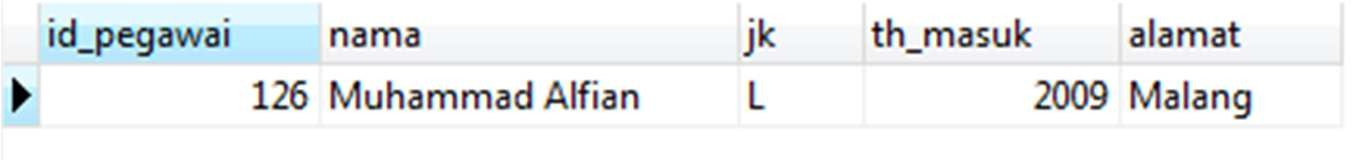 id_pegawai nama jk th_masuk alamat
126 Muhammad Alfian L 2009 Malang